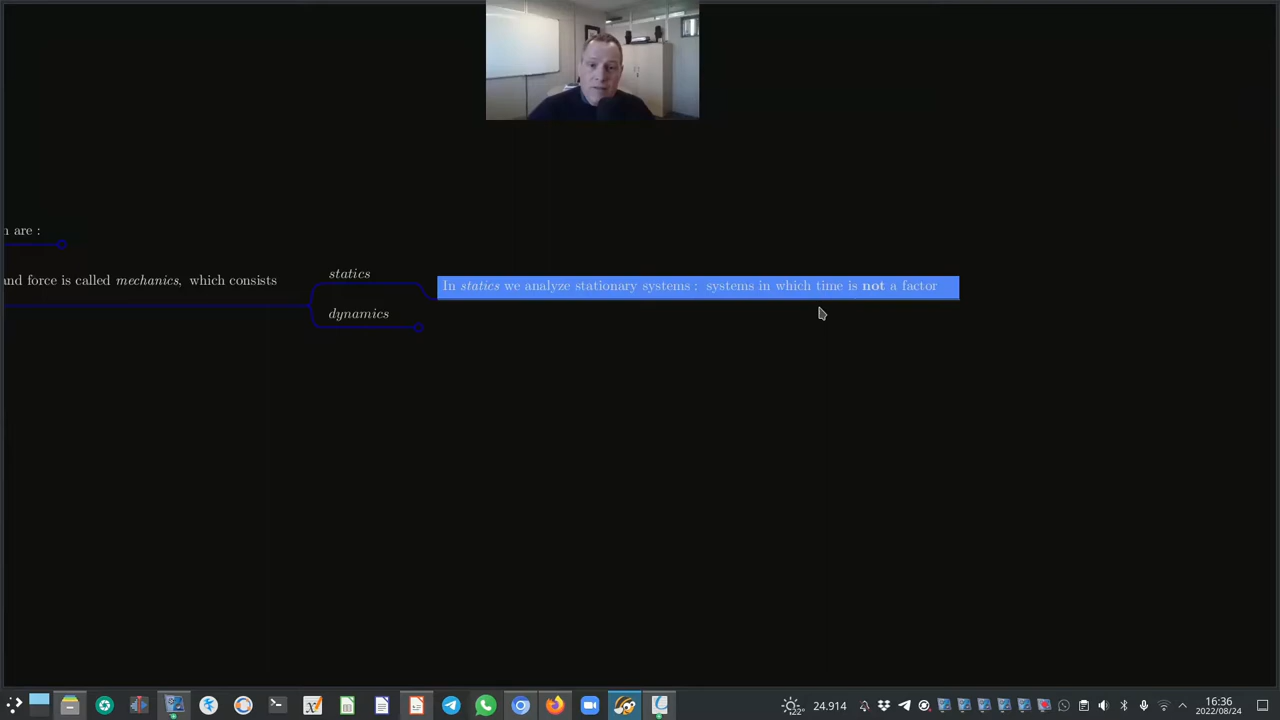 n are :
and force is called mechanics, which consists
statics
In statics we analyze stationary systems : systems in which time is not a factor
dynamics
22°
24.914
16:36
2022/08/24